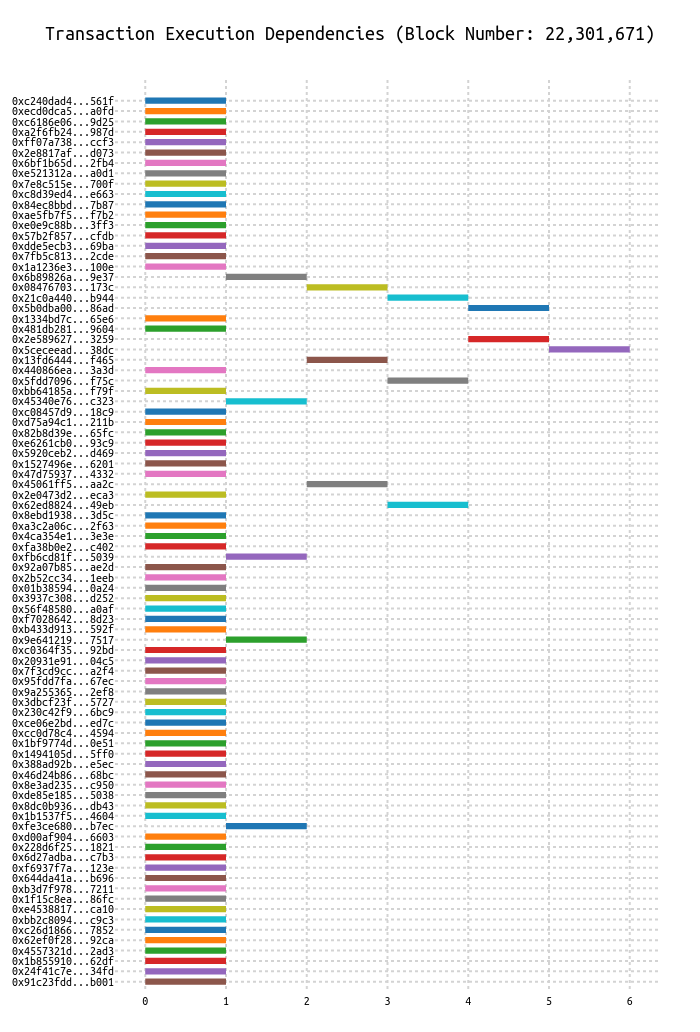 Transaction Execution Dependencies (Block Number: 22,301,671)
0xc240dad4...561f
0xecd0dca5...a0fd
0xc6186e06...9d25
0xa2f6fb24...987d
0xff07a738...ccf3
0x2e8817af...d073
0x6bf1b65d...2fb4
0xe521312a...a0d1
0x7e8c515e...700f
0xc8d39ed4...e663
0x84ec8bbd...7b87
0xae5fb7f5...f7b2
0xe0e9c88b...3ff3
0x57b2f857...cfdb
0xdde5ecb3...69ba
0x7fb5c813...2cde
0x1a1236e3...100e
0x6b89826a...9e37
0x08476703...173c
0x21c0a440...b944
0x5b0dba00...86ad
0x1334bd7c...65e6
0x481db281...9604
0x2e589627...3259
0x5ceceead...38dc
0x13fd6444...f465
0x440866ea...3a3d
0x5fdd7096...f75c
0xbb64185a...f79f
0x45340e76...c323
0xc08457d9...18c9
0xd75a94c1...211b
0x82b8d39e...65fc
0xe6261cb0...93c9
0x5920ceb2...d469
0x1527496e...6201
0x47d75937...4332
0x45061ff5...aa2c
0x2e0473d2...eca3
0x62ed8824...49eb
0x8ebd1938...3d5c
0xa3c2a06c...2f63
0x4ca354e1...3e3e
0xfa38b0e2...c402
0xfb6cd81f...5039
0x92a07b85...ae2d
0x2b52cc34...1eeb
0x01b38594...0a24
0x3937c308...d252
0x56f48580...a0af
0xf7028642...8d23
0xb433d913...592f
0x9e641219...7517
0xc0364f35...92bd
0x20931e91...04c5
0x7f3cd9cc...a2f4
0x95fdd7fa...67ec
0x9a255365...2ef8
0x3dbcf23f...5727
0x230c42f9...6bc9
0xce06e2bd...ed7c
0xcc0d78c4...4594
0x1bf9774d...0e51
0x1494105d...5ff0
0x388ad92b...e5ec
0x46d24b86...68bc
0x8e3ad235...c950
0xde85e185...5038
0x8dc0b936...db43
0x1b1537f5...4604
0xfe3ce680...b7ec
0xd00af904...6603
0x228d6f25...1821
0x6d27adba...c7b3
0xf6937f7a...123e
0x644da41a...b696
0xb3d7f978...7211
0x1f15c8ea...86fc
0xe4538817...ca10
0xbb2c8094...c9c3
0xc26d1866...7852
0x62ef0f28...92ca
0x4557321d...2ad3
0x1b855910...62df
0x24f41c7e...34fd
0x91c23fdd...b001
0 1 2 3 4 5 6